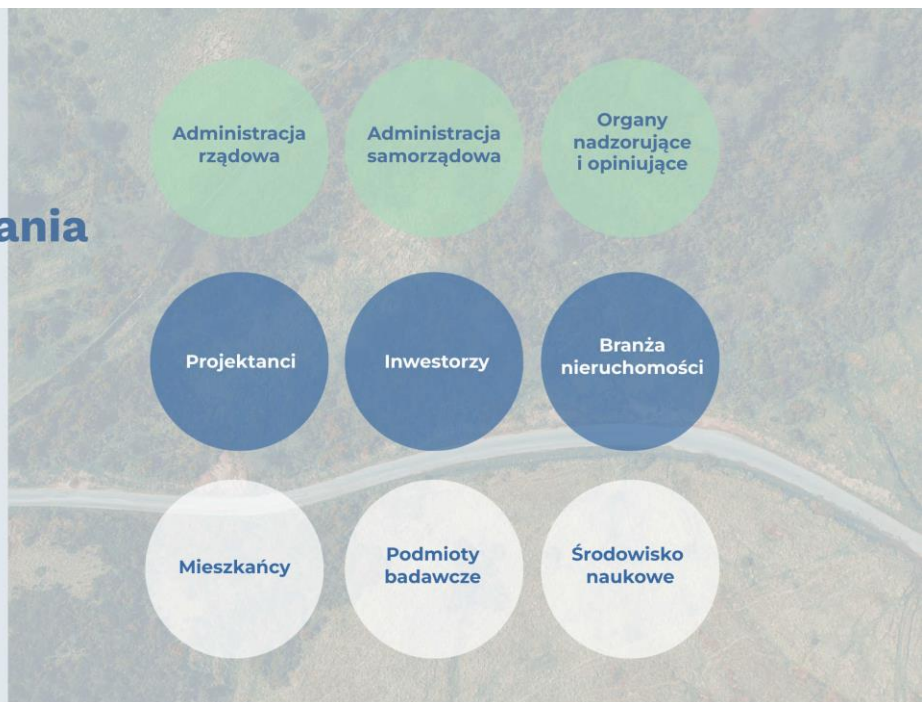 Administracja
rządowa
Administracja
samorządowa
Organy
nadzorujące
i opiniujące
ania
Projektanci
Inwestorzy
Branża
nieruchomości
Mieszkańcy
Podmioty
badawcze
Środowisko
naukowe